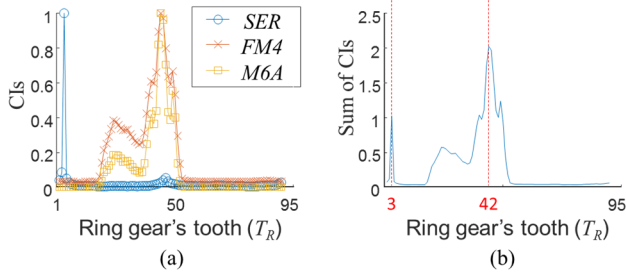 CIs
1
0.8
0.6
0.4
0.2
0
SER
FM4
M6A
1
50
95
Ring gear's tooth (T_R)
(a)
Sum of CIs
2.5
2
1.5
1
0.5
0
3
42
95
Ring gear's tooth (T_R)
(b)